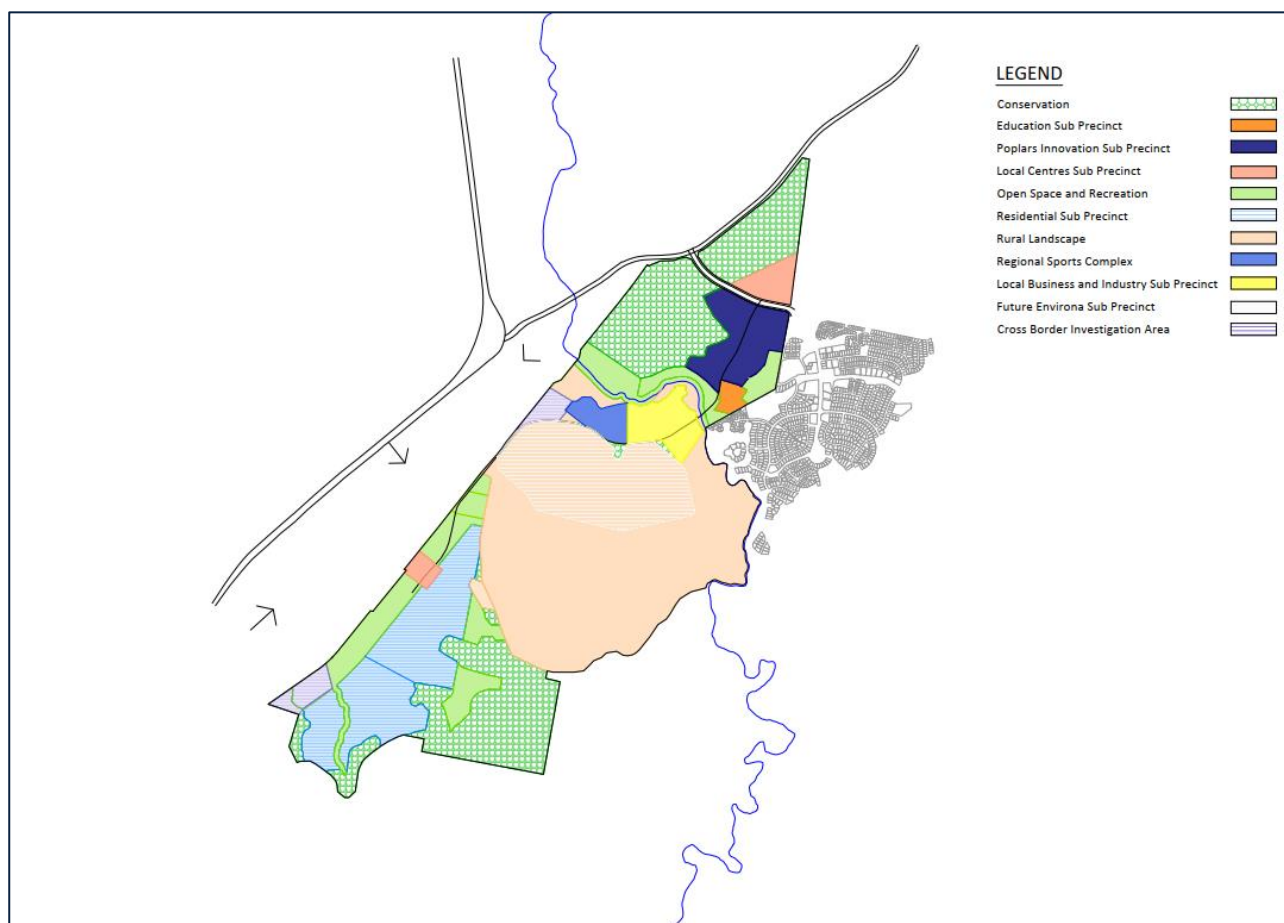 LEGEND
Conservation
Education Sub Precinct
Poplars Innovation Sub Precinct
Local Centres Sub Precinct
Open Space and Recreation
Residential Sub Precinct
Rural Landscape
Regional Sports Complex
Local Business and Industry Sub Precinct
Future Environa Sub Precinct
Cross Border Investigation Area